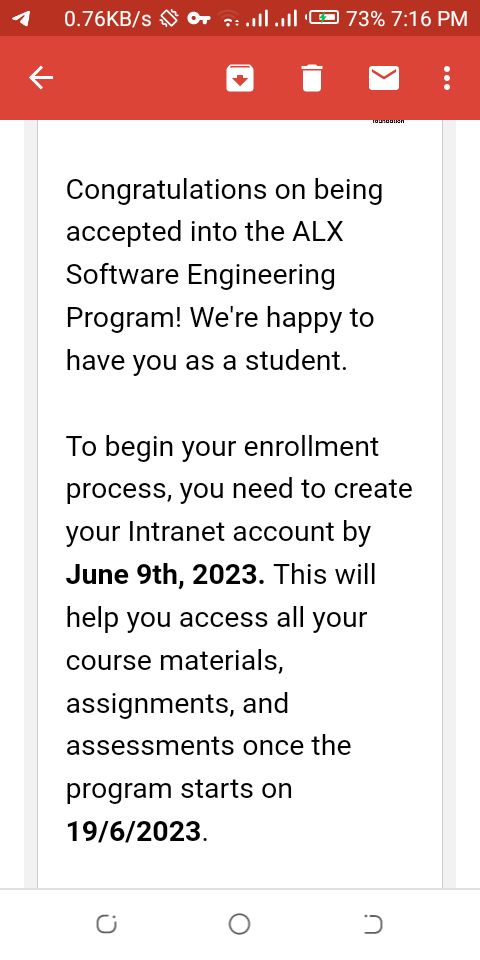 0.76KB/s 73% 7:16 PM
foundation
Congratulations on being
accepted into the ALX
Software Engineering
Program! We're happy to
have you as a student.
To begin your enrollment
process, you need to create
your Intranet account by
June 9th, 2023. This will
help you access all your
course materials,
assignments, and
assessments once the
program starts on
19/6/2023.